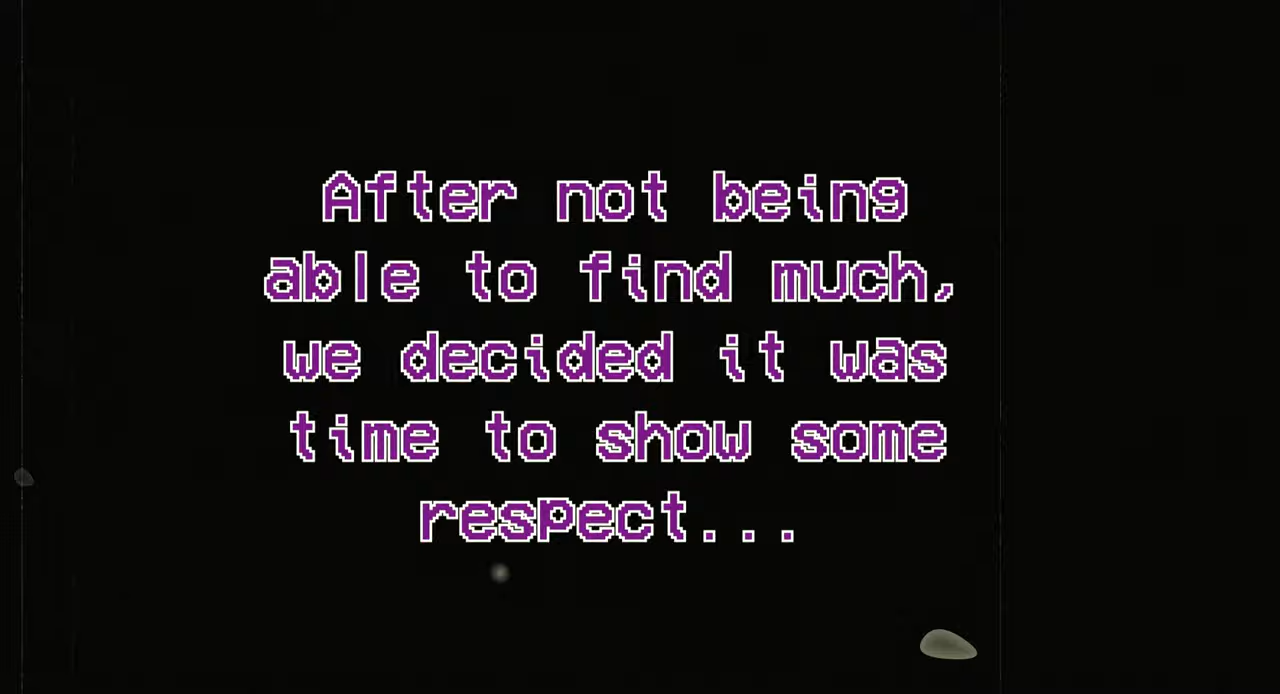 After not being
able to find much,
we decided it was
time to show some
respect...